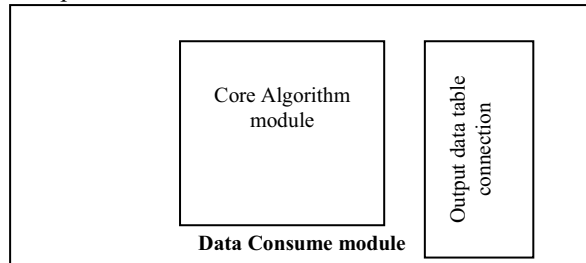 Core Algorithm
module
Output data table
connection
Data Consume module